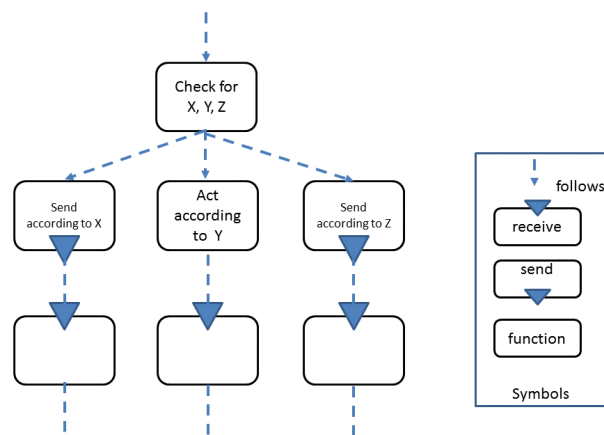 Check for
X, Y, Z
Send
according to X
Act
according
to Y
Send
according to Z
follows
receive
send
function
Symbols